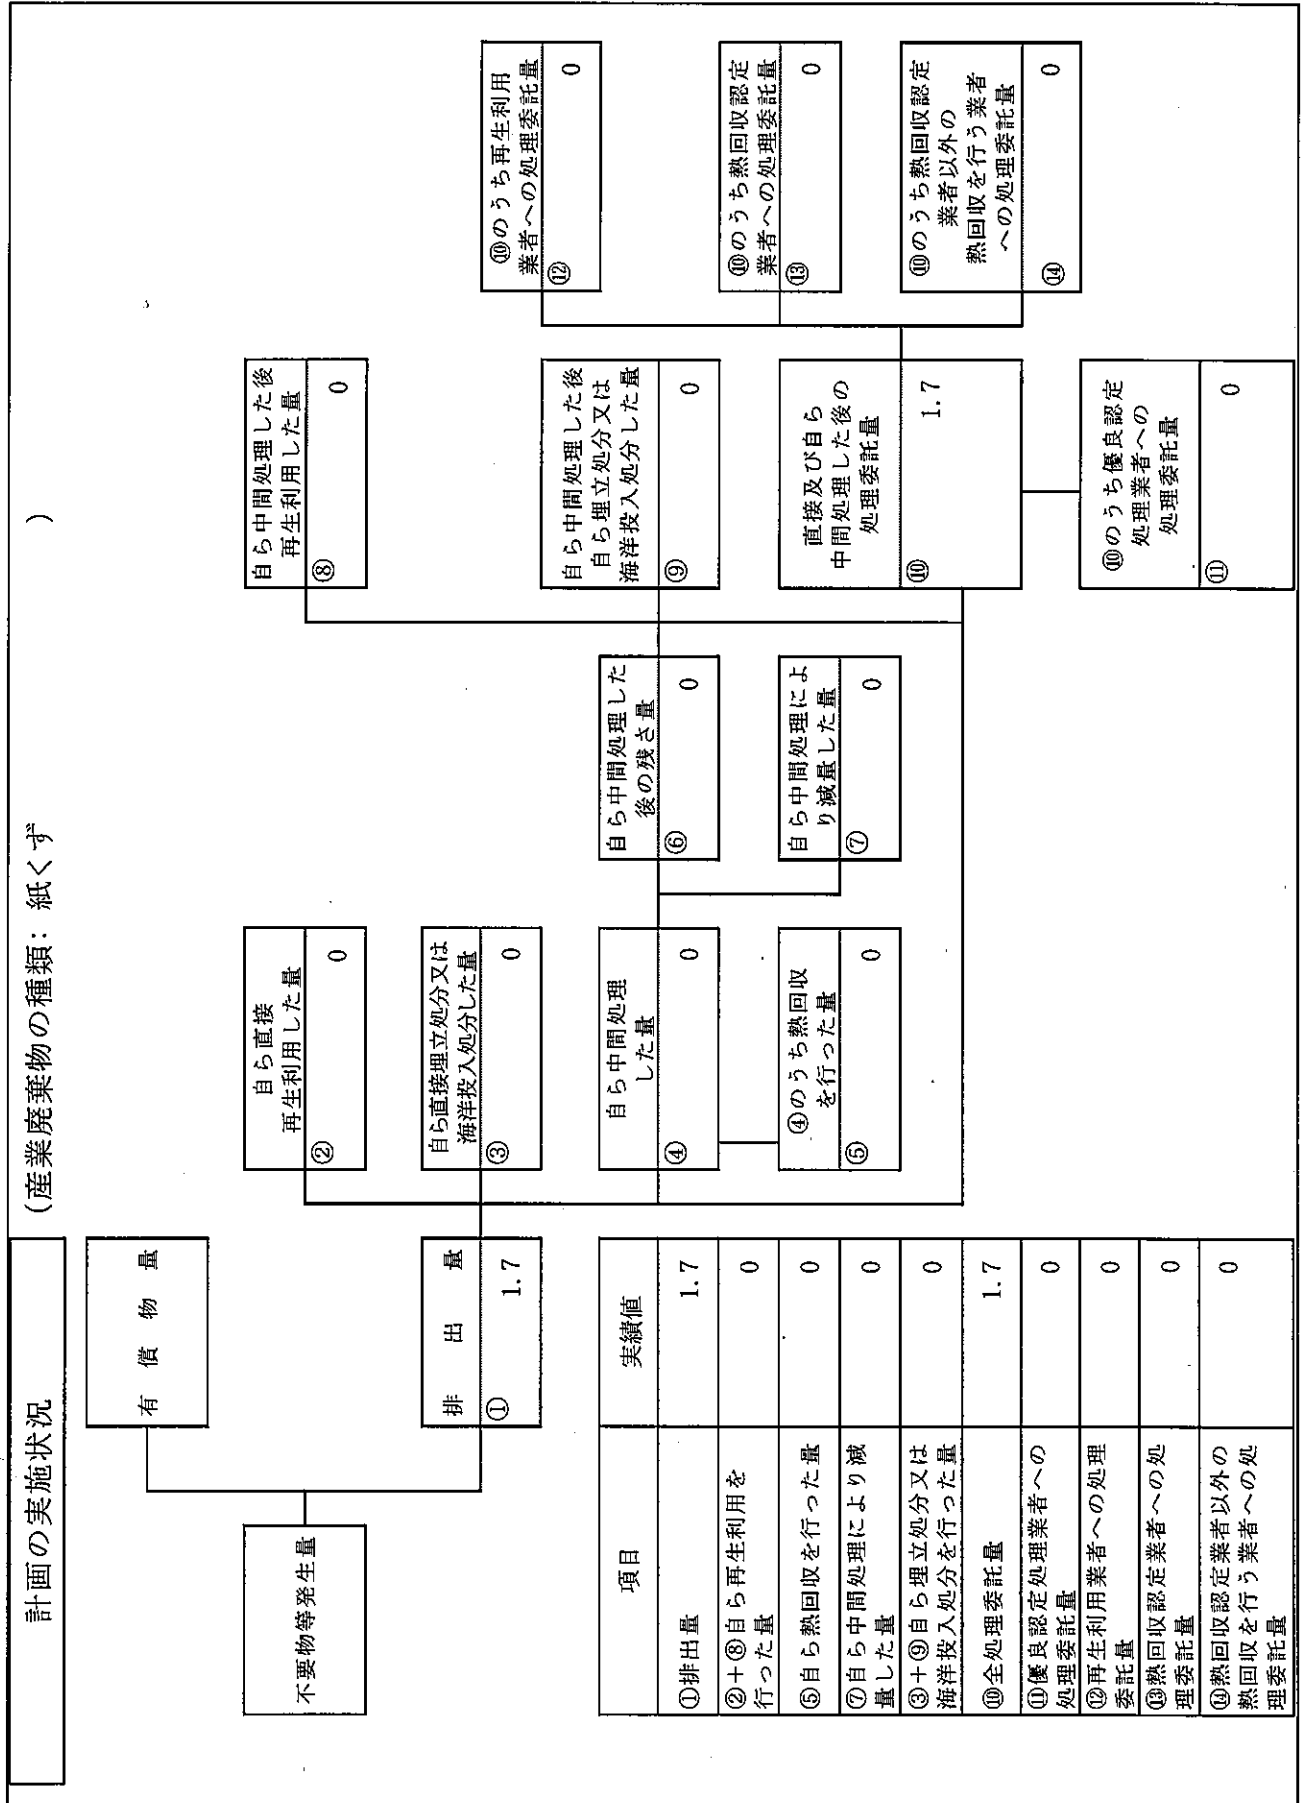 計画の実施状況
(産業廃棄物の種類：紙くず　　　)
不要物等発生量
有償物量
排出量
① 1.7
自ら直接
再生利用した量
② 0
自ら直接埋立処分又は
海洋投入処分した量
③ 0
自ら中間処理
した量
④ 0
④のうち熱回収
を行った量
⑤ 0
自ら中間処理した
後の残さ量
⑥ 0
自ら中間処理によ
り減量した量
⑦ 0
自ら中間処理した後
再生利用した量
⑧ 0
自ら中間処理した後
自ら埋立処分又は
海洋投入処分した量
⑨ 0
直接及び自ら
中間処理した後の
処理委託量
⑩ 1.7
⑩のうち優良認定
処理業者への
処理委託量
⑪ 0
⑩のうち再生利用
業者への処理委託量
⑫ 0
⑩のうち熱回収認定
業者への処理委託量
⑬ 0
⑩のうち熱回収認定
業者以外の
熱回収を行う業者
への処理委託量
⑭ 0
項目 実績値
①排出量 1.7
②+⑧自ら再生利用を
行った量 0
⑤自ら熱回収を行った量 0
⑦自ら中間処理により減
量した量 0
③+⑨自ら埋立処分又は
海洋投入処分を行った量 0
⑩全処理委託量 1.7
⑪優良認定処理業者への
処理委託量 0
⑫再生利用業者への処理
委託量 0
⑬熱回収認定業者への処
理委託量 0
⑭熱回収認定業者以外の
熱回収を行う業者への処
理委託量 0